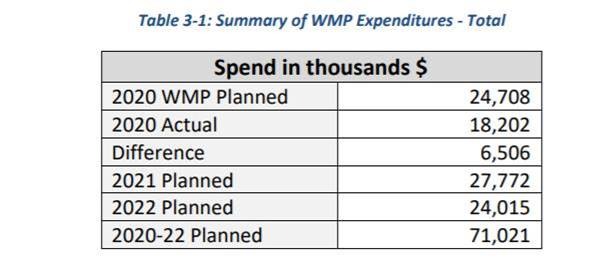 Table 3-1: Summary of WMP Expenditures - Total
Spend in thousands $
2020 WMP Planned 24,708
2020 Actual 18,202
Difference 6,506
2021 Planned 27,772
2022 Planned 24,015
2020-22 Planned 71,021